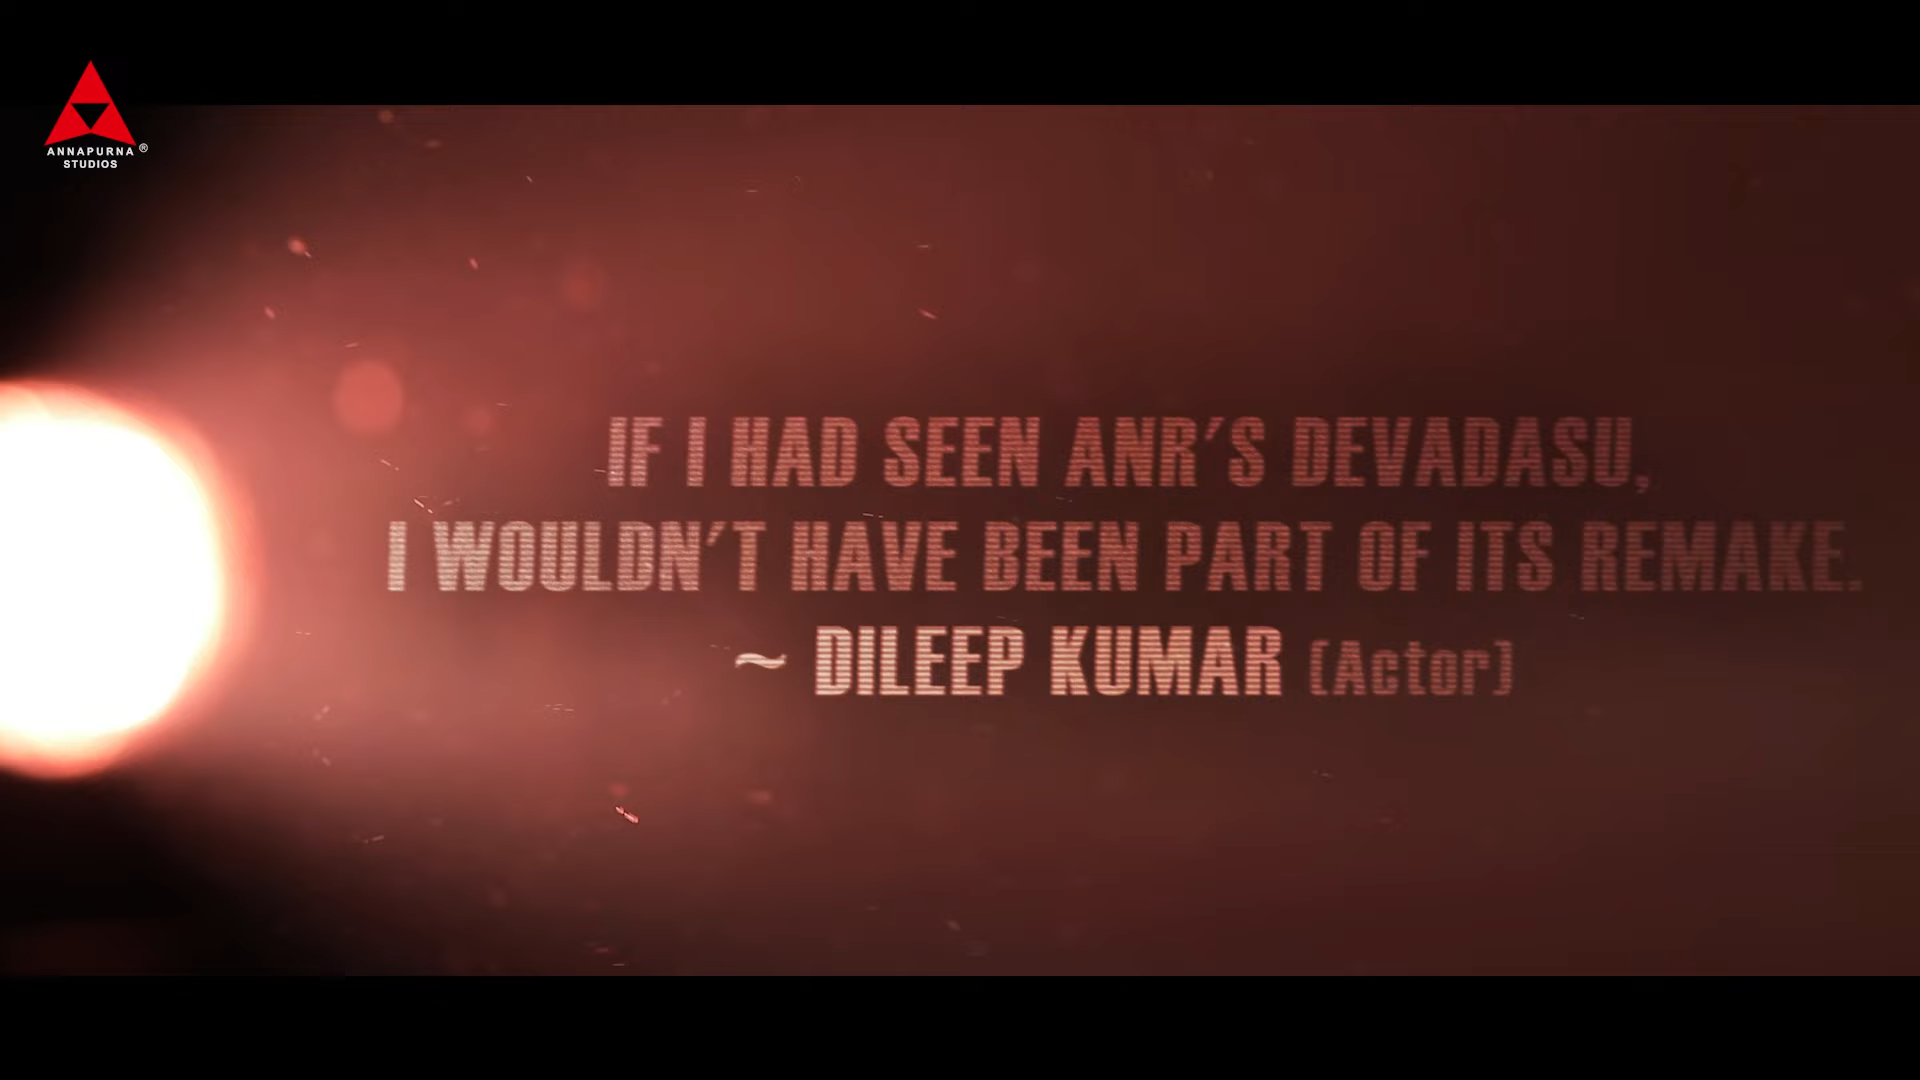 ANNAPURNA ®
STUDIOS
IF I HAD SEEN ANR'S DEVADASU,
I WOULDN'T HAVE BEEN PART OF ITS REMAKE.
~ DILEEP KUMAR (Actor)